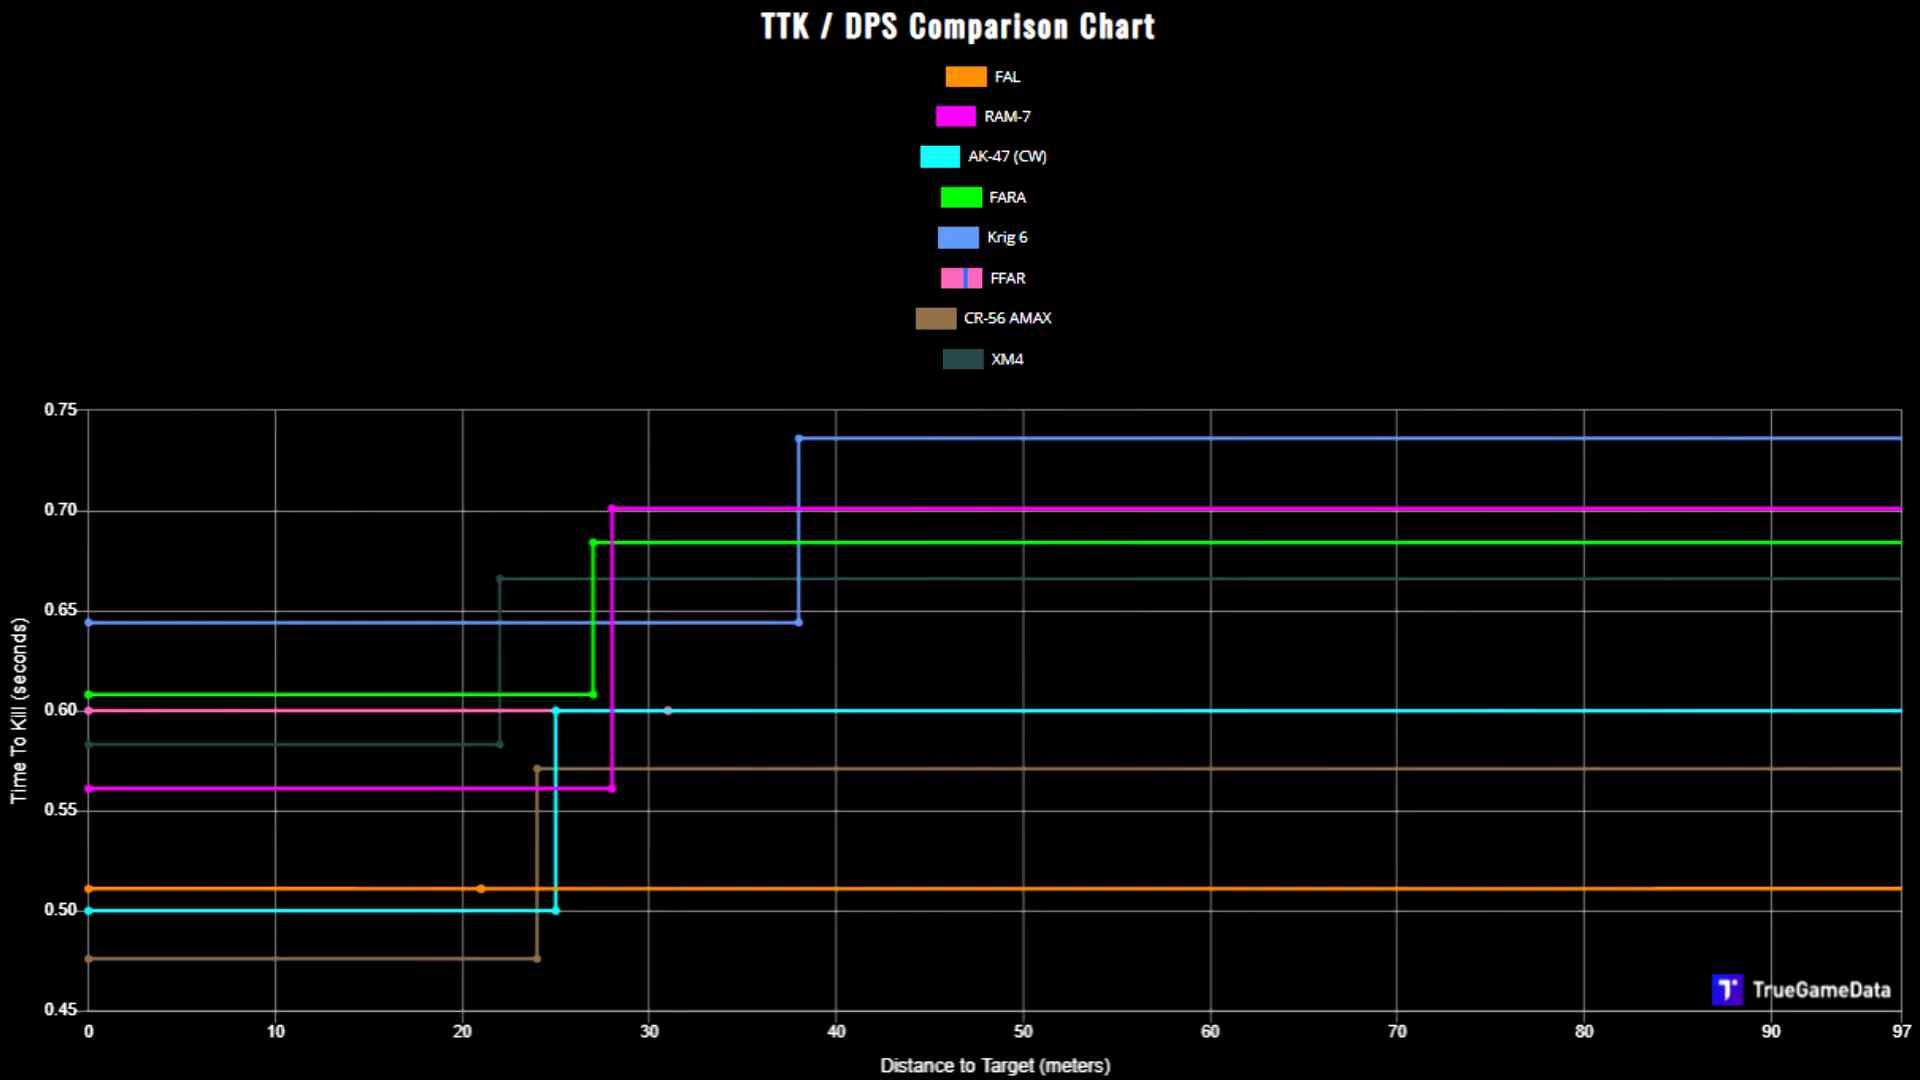 TTK / DPS Comparison Chart
FAL
RAM-7
AK-47 (CW)
FARA
Krig 6
FFAR
CR-56 AMAX
XM4
0.75
0.70
0.65
0.60
0.55
0.50
0.45
Time To Kill (seconds)
0 10 20 30 40 50 60 70 80 90 97
Distance to Target (meters)
TrueGameData